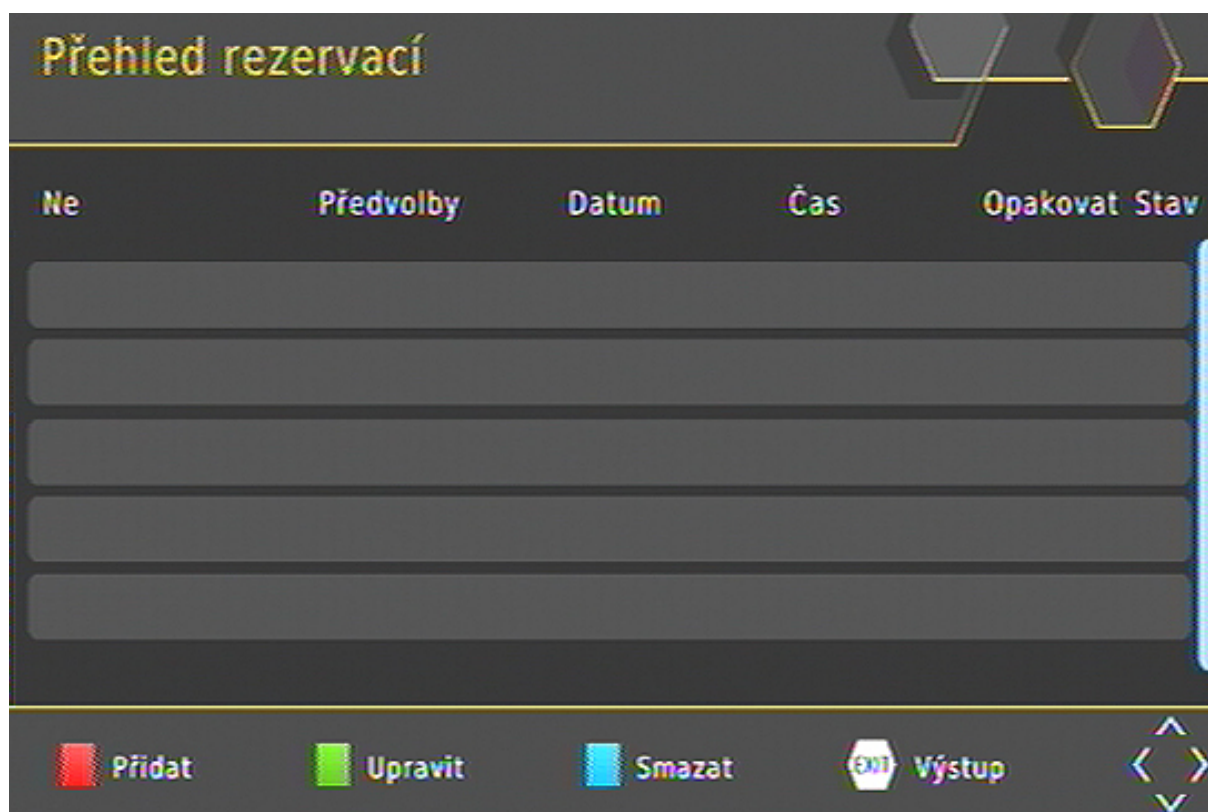 Přehled rezervací
Ne Předvolby Datum Čas Opakovat Stav
Přidat Upravit Smazat EXIT Výstup